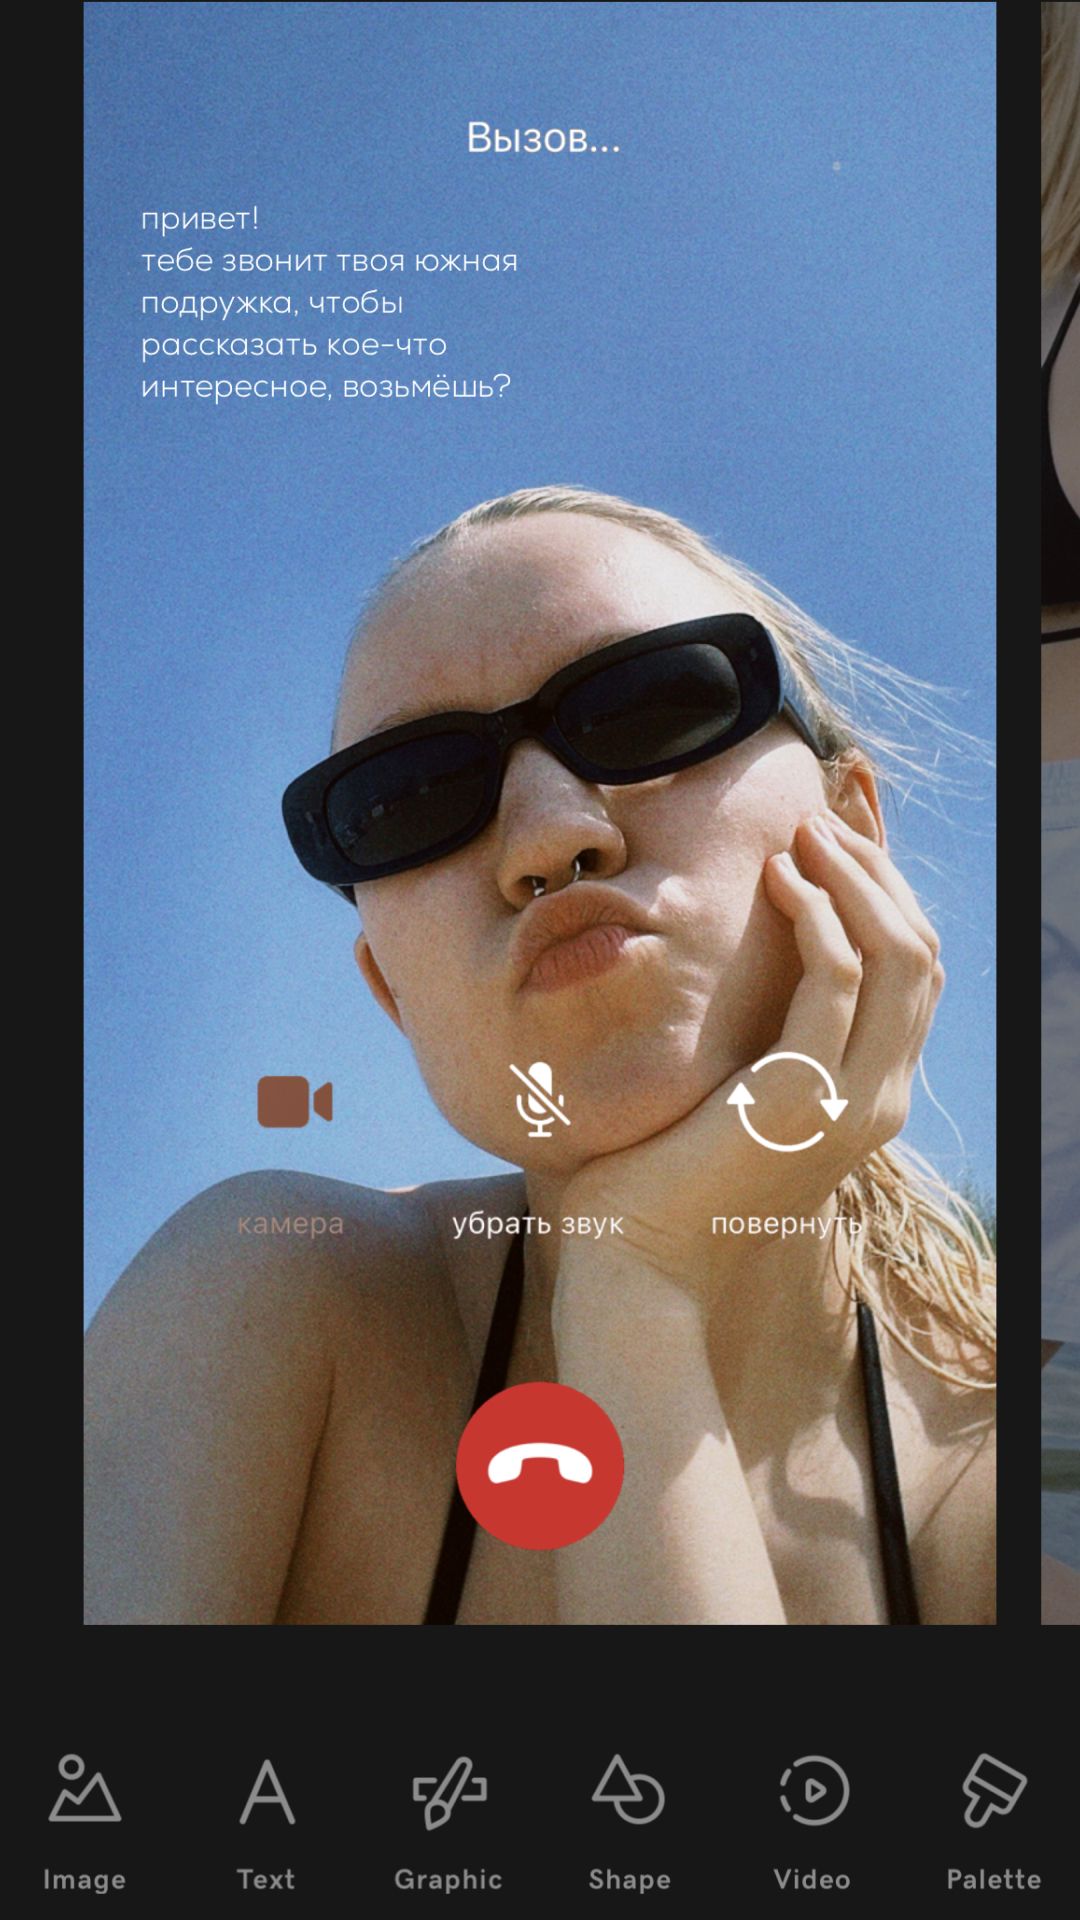 Вызов...
привет!
тебе звонит твоя южная
подружка, чтобы
рассказать кое-что
интересное, возьмёшь?
камера убрать звук повернуть
Image Text Graphic Shape Video Palette